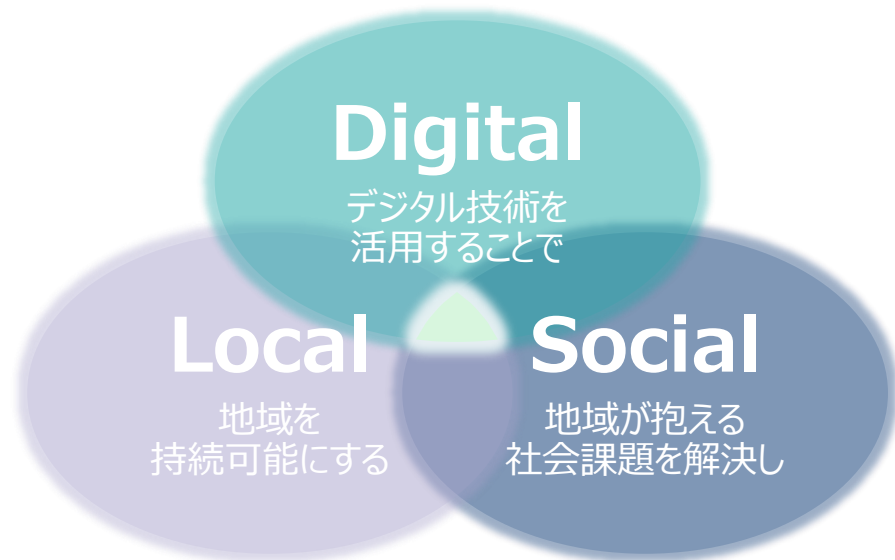 Digital
デジタル技術を
活用することで
Local
地域を
持続可能にする
Social
地域が抱える
社会課題を解決し